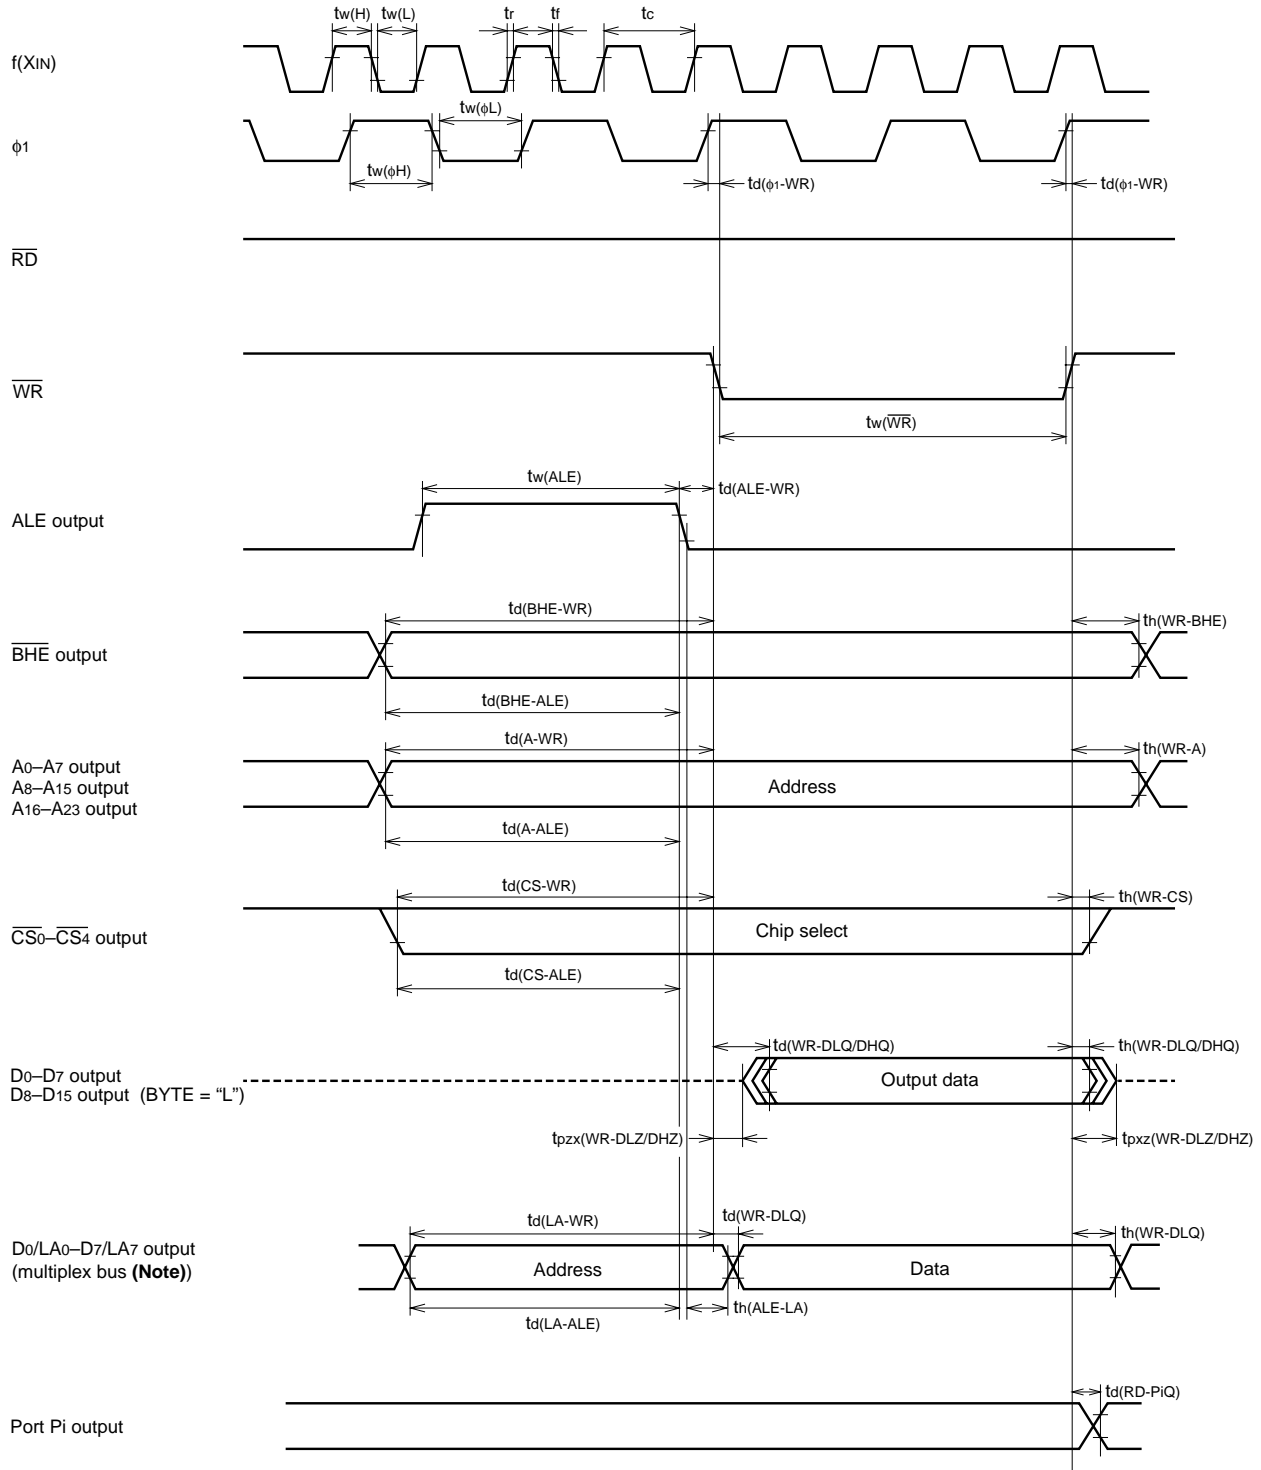 tw(H) tw(L) tr tf tc
f(XIN)
tw(ϕL)
ϕ1
tw(ϕH) td(ϕ1-WR) td(ϕ1-WR)
R̅D̅
W̅R̅
tw(W̅R̅)
tw(ALE) td(ALE-WR)
ALE output
td(BHE-WR) th(WR-BHE)
B̅H̅E̅ output
td(BHE-ALE)
td(A-WR) th(WR-A)
A0–A7 output
A8–A15 output Address
A16–A23 output
td(A-ALE)
td(CS-WR) th(WR-CS)
C̅S̅0–C̅S̅4 output Chip select
td(CS-ALE)
td(WR-DLQ/DHQ) th(WR-DLQ/DHQ)
D0–D7 output Output data
D8–D15 output (BYTE = “L”)
tpzx(WR-DLZ/DHZ) tpxz(WR-DLZ/DHZ)
td(LA-WR) td(WR-DLQ) th(WR-DLQ)
D0/LA0–D7/LA7 output
(multiplex bus (Note)) Address Data
td(LA-ALE) th(ALE-LA)
td(RD-PiQ)
Port Pi output